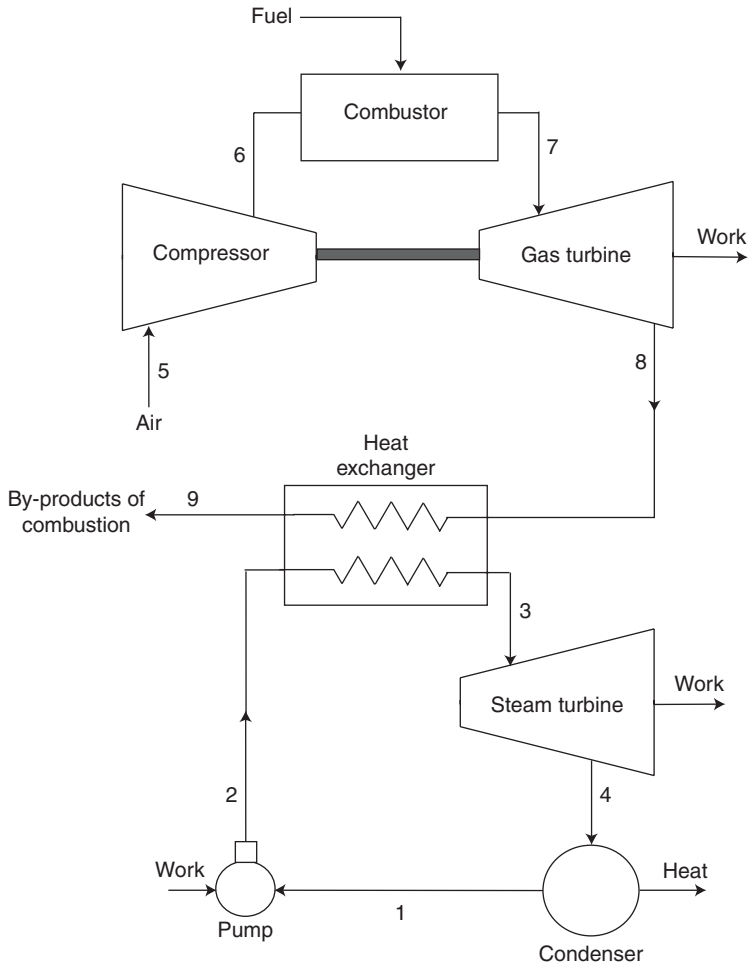 Fuel
Combustor
6
7
Compressor
Gas turbine
Work
5
8
Air
Heat
exchanger
By-products of
combustion
9
3
Steam turbine
Work
2
4
Work
Heat
1
Pump
Condenser